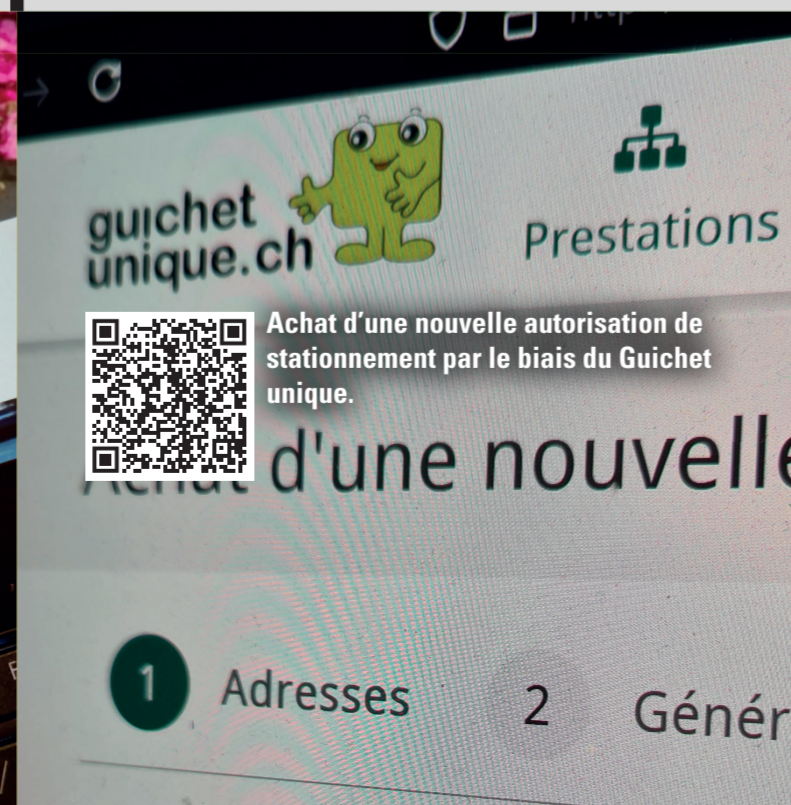 guichet
unique.ch
Prestations
Achat d'une nouvelle autorisation de
stationnement par le biais du Guichet
unique.
d'une nouvelle
1 Adresses 2 Génér